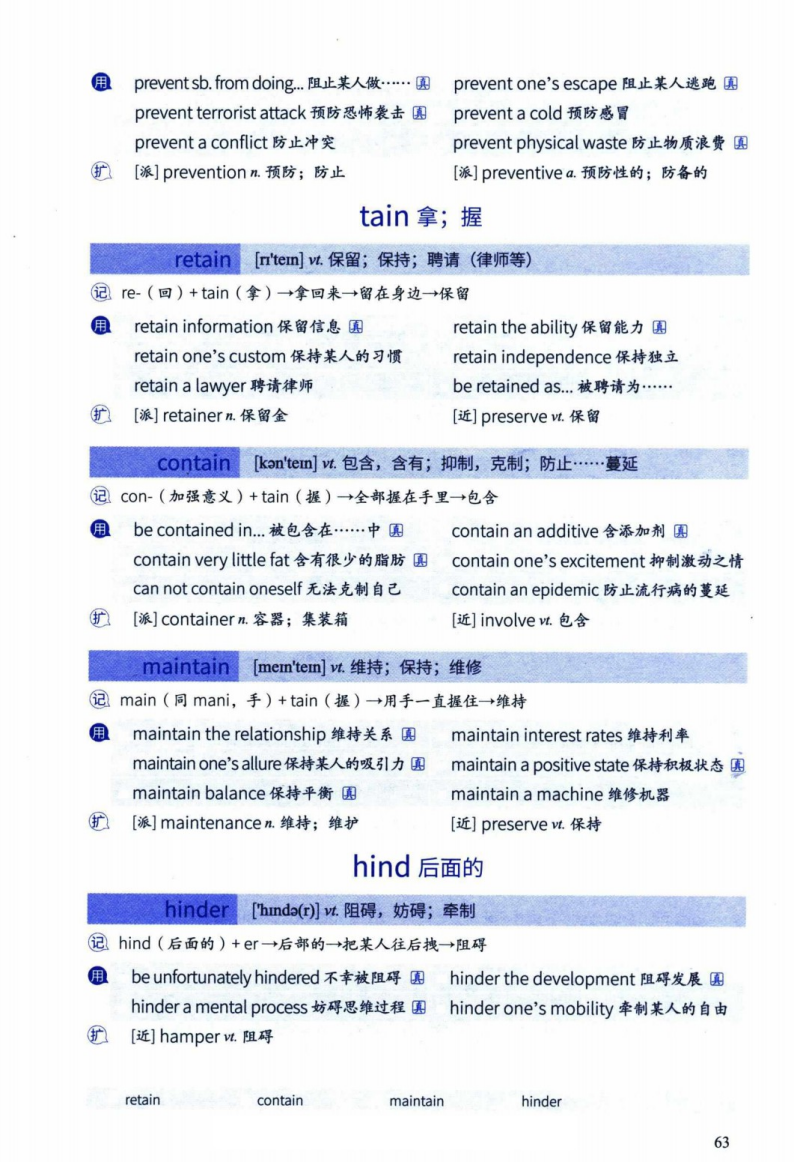 用 prevent sb. from doing... 阻止某人做…… 真 prevent one's escape 阻止某人逃跑 真
prevent terrorist attack 预防恐怖袭击 真 prevent a cold 预防感冒
prevent a conflict 防止冲突 prevent physical waste 防止物质浪费 真
扩 [派] prevention n. 预防；防止 [派] preventive a. 预防性的；防备的
tain 拿；握
retain [rɪ'teɪn] vt. 保留；保持；聘请（律师等）
记 re-（回）+ tain（拿）→拿回来→留在身边→保留
用 retain information 保留信息 真 retain the ability 保留能力 真
retain one's custom 保持某人的习惯 retain independence 保持独立
retain a lawyer 聘请律师 be retained as... 被聘请为……
扩 [派] retainer n. 保留金 [近] preserve vt. 保留
contain [kən'teɪn] vt. 包含，含有；抑制，克制；防止……蔓延
记 con-（加强意义）+ tain（握）→全部握在手里→包含
用 be contained in... 被包含在……中 真 contain an additive 含添加剂 真
contain very little fat 含有很少的脂肪 真 contain one's excitement 抑制激动之情
can not contain oneself 无法克制自己 contain an epidemic 防止流行病的蔓延
扩 [派] container n. 容器；集装箱 [近] involve vt. 包含
maintain [meɪn'teɪn] vt. 维持；保持；维修
记 main（同 mani，手）+ tain（握）→用手一直握住→维持
用 maintain the relationship 维持关系 真 maintain interest rates 维持利率
maintain one's allure 保持某人的吸引力 真 maintain a positive state 保持积极状态 真
maintain balance 保持平衡 真 maintain a machine 维修机器
扩 [派] maintenance n. 维持；维护 [近] preserve vt. 保持
hind 后面的
hinder ['hɪndə(r)] vt. 阻碍，妨碍；牵制
记 hind（后面的）+ er→后部的→把某人往后拽→阻碍
用 be unfortunately hindered 不幸被阻碍 真 hinder the development 阻碍发展 真
hinder a mental process 妨碍思维过程 真 hinder one's mobility 牵制某人的自由
扩 [近] hamper vt. 阻碍
retain contain maintain hinder
63